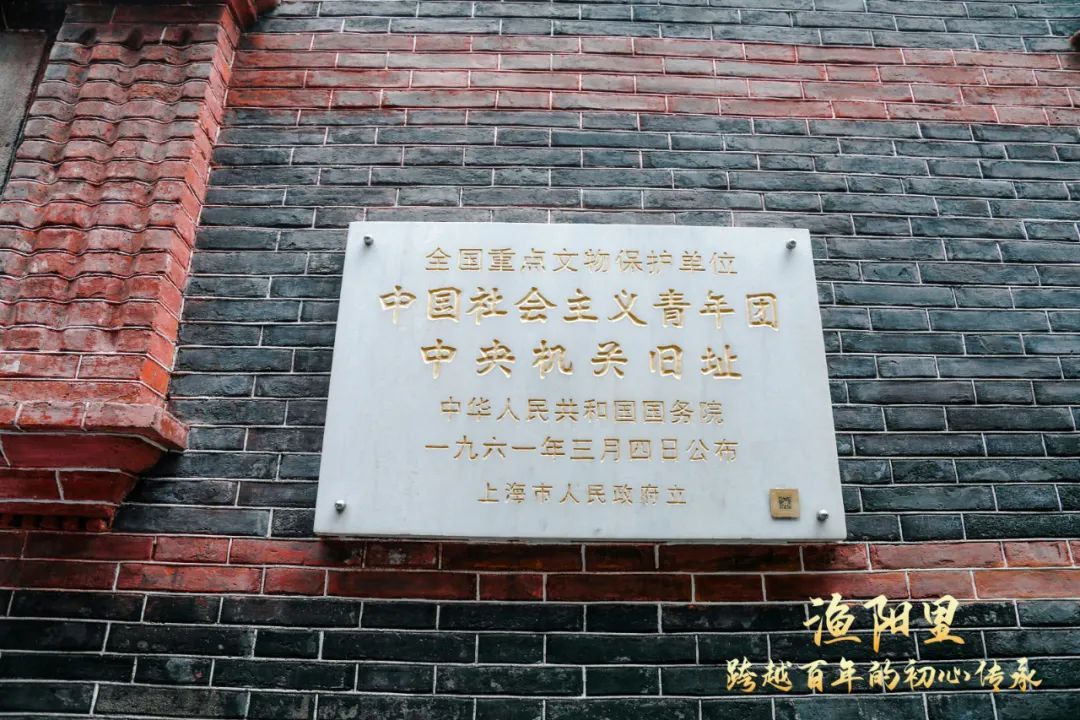 全国重点文物保护单位
中国社会主义青年团
中央机关旧址
中华人民共和国国务院
一九六一年三月四日公布
上海市人民政府立
渔阳里
跨越百年的初心传承